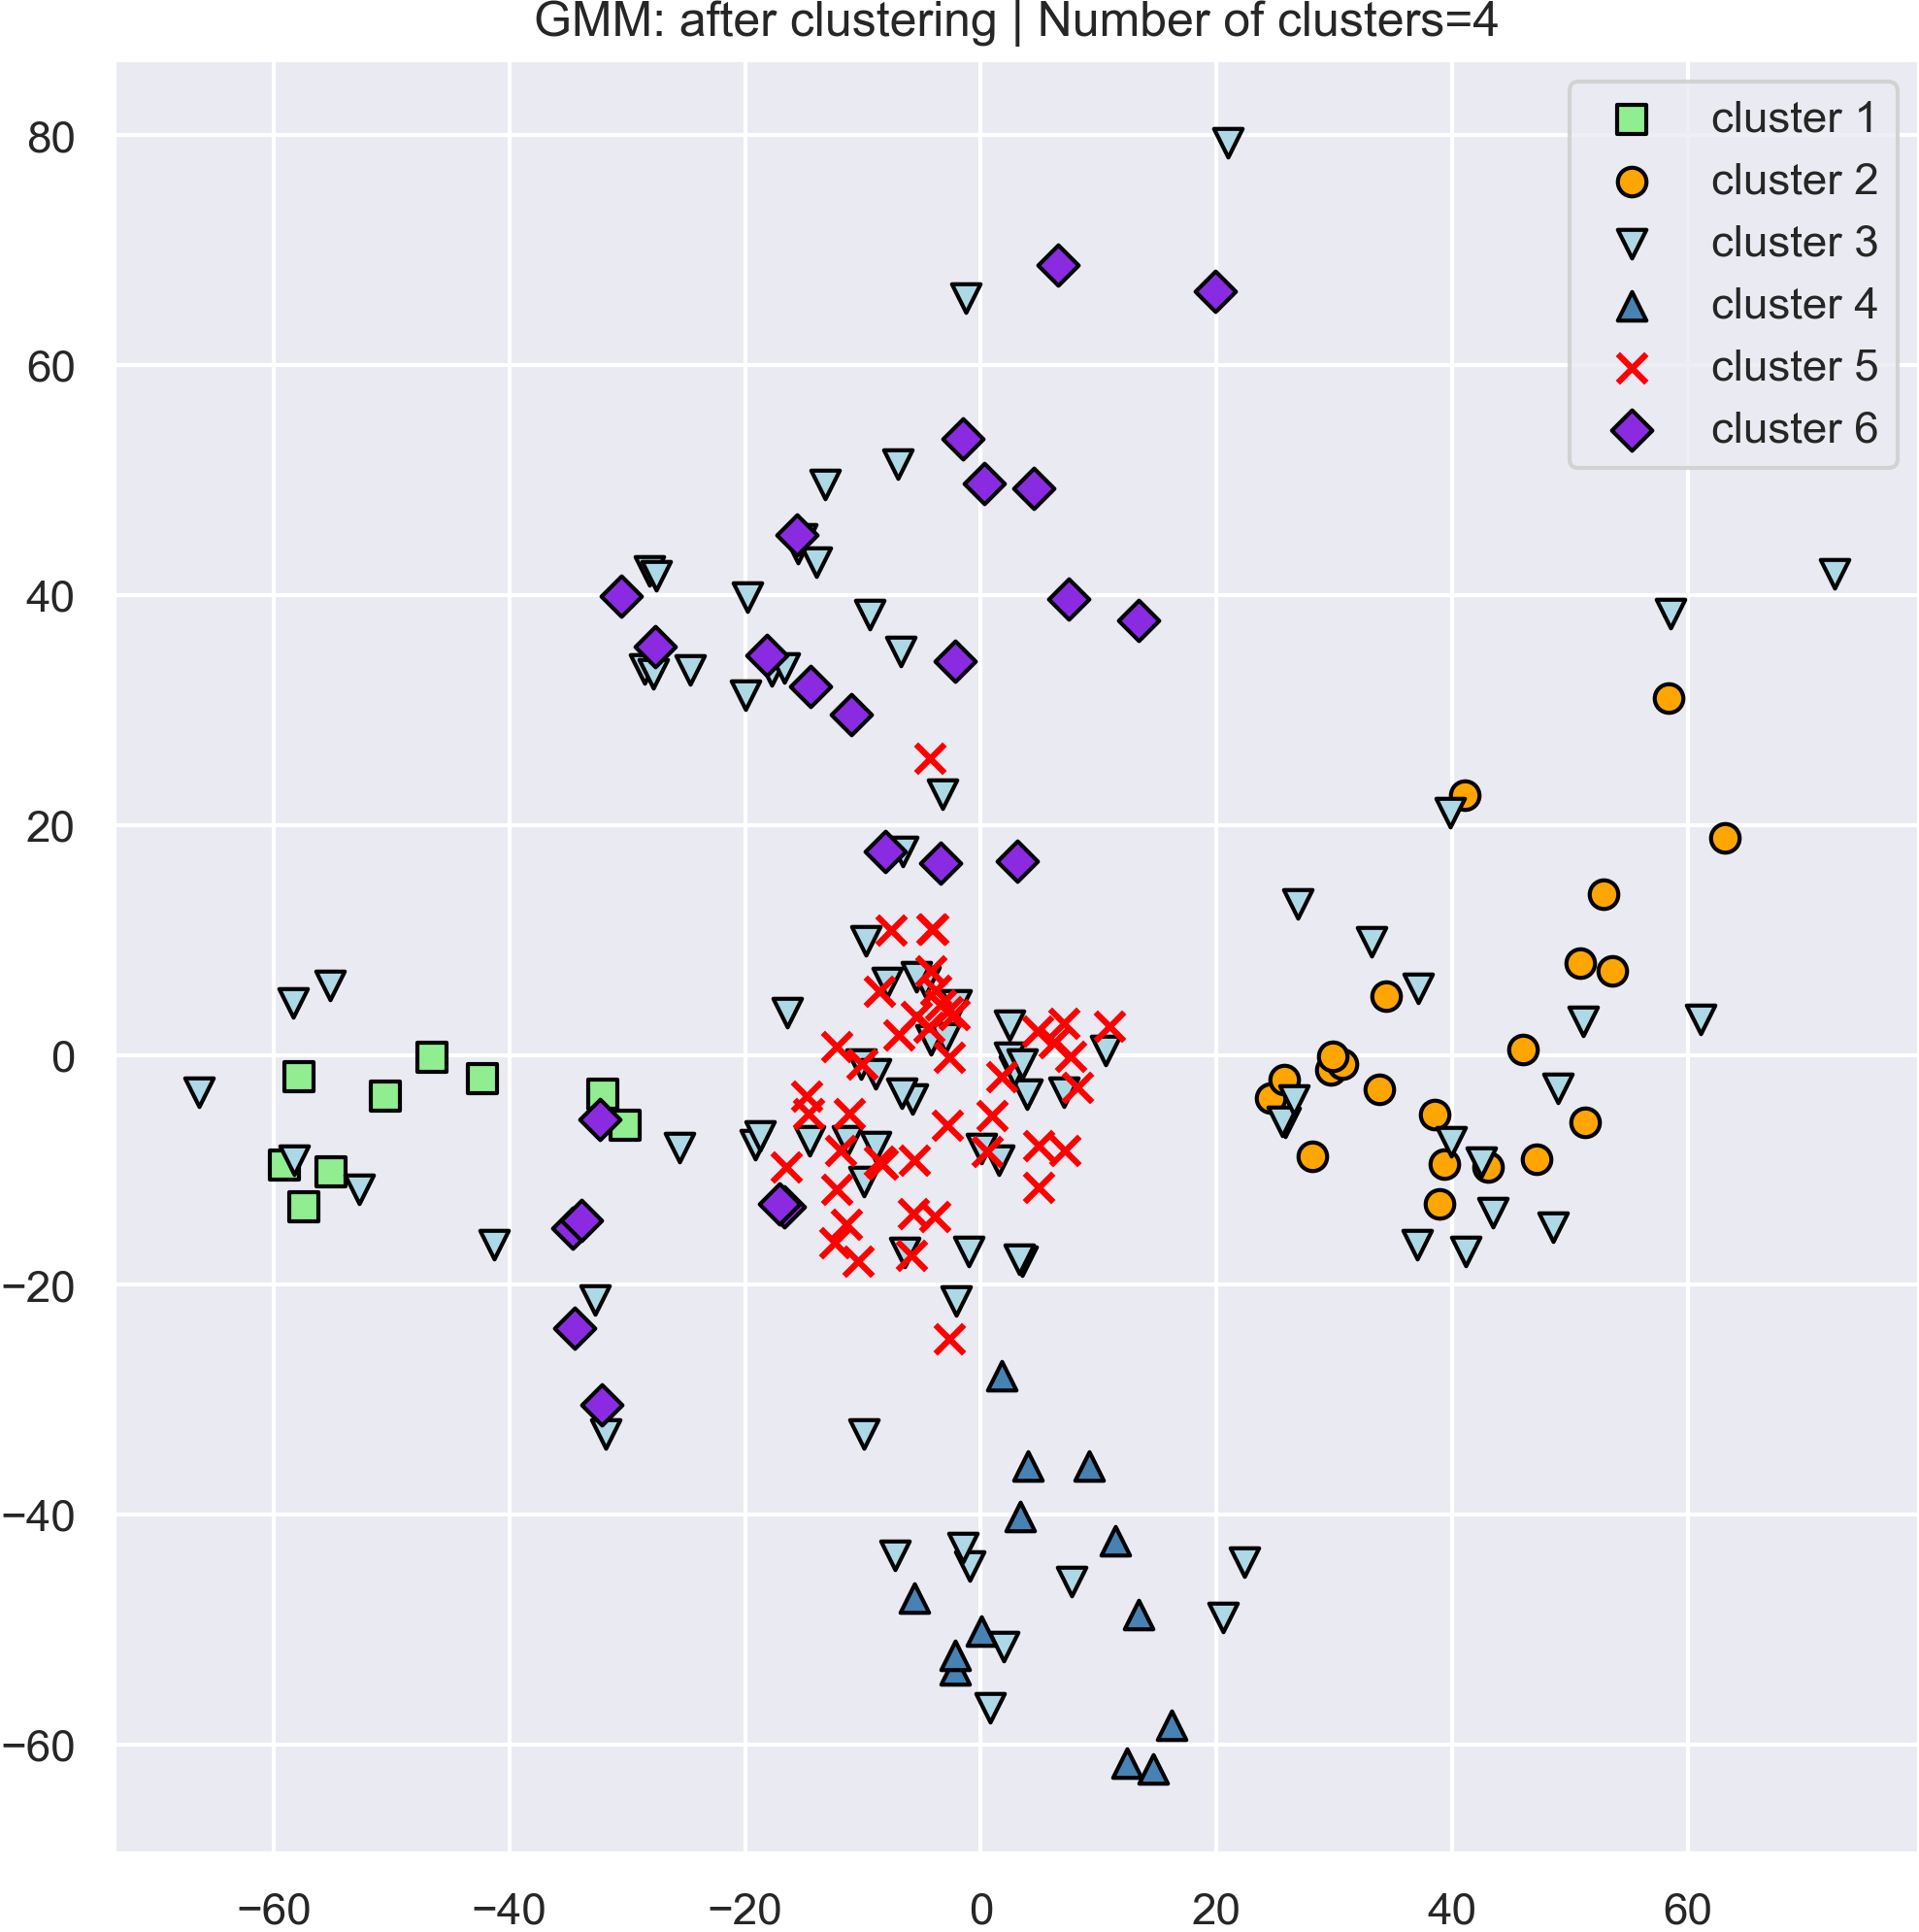 GMM: after clustering | Number of clusters=4
cluster 1
cluster 2
cluster 3
cluster 4
cluster 5
cluster 6
80
60
40
20
0
−20
−40
−60
−60 −40 −20 0 20 40 60